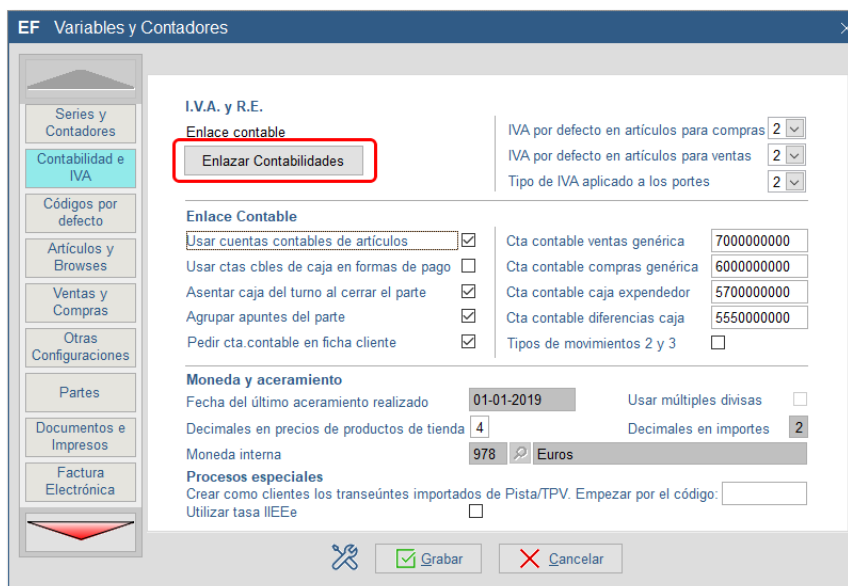 EF Variables y Contadores
Series y
Contadores
Contabilidad e
IVA
Códigos por
defecto
Artículos y
Browses
Ventas y
Compras
Otras
Configuraciones
Partes
Documentos e
Impresos
Factura
Electrónica
I.V.A. y R.E.
Enlace contable
Enlazar Contabilidades
IVA por defecto en artículos para compras 2
IVA por defecto en artículos para ventas 2
Tipo de IVA aplicado a los portes 2
Enlace Contable
Usar cuentas contables de artículos
Usar ctas cbles de caja en formas de pago
Asentar caja del turno al cerrar el parte
Agrupar apuntes del parte
Pedir cta.contable en ficha cliente
Cta contable ventas genérica 7000000000
Cta contable compras genérica 6000000000
Cta contable caja expendedor 5700000000
Cta contable diferencias caja 5550000000
Tipos de movimientos 2 y 3
Moneda y aceramiento
Fecha del último aceramiento realizado 01-01-2019 Usar múltiples divisas
Decimales en precios de productos de tienda 4 Decimales en importes 2
Moneda interna 978 Euros
Procesos especiales
Crear como clientes los transeúntes importados de Pista/TPV. Empezar por el código:
Utilizar tasa IIEEe
Grabar Cancelar